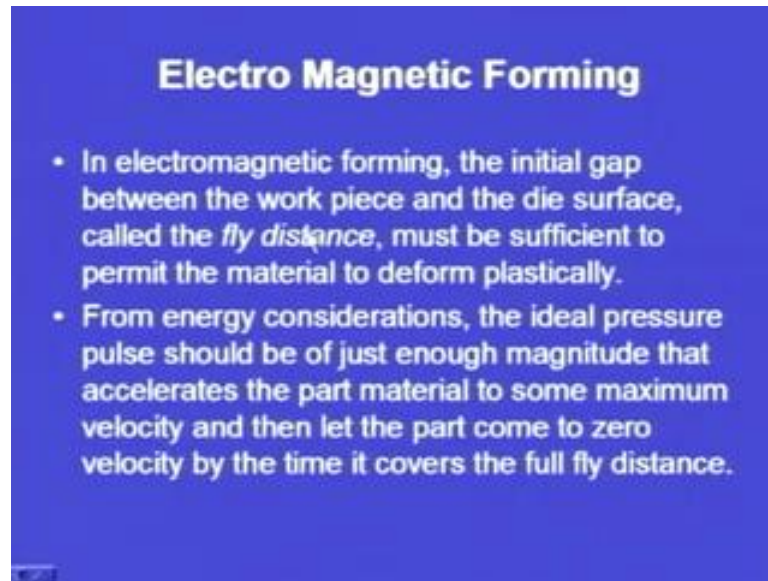 Electro Magnetic Forming
• In electromagnetic forming, the initial gap
between the work piece and the die surface,
called the fly distance, must be sufficient to
permit the material to deform plastically.
• From energy considerations, the ideal pressure
pulse should be of just enough magnitude that
accelerates the part material to some maximum
velocity and then let the part come to zero
velocity by the time it covers the full fly distance.